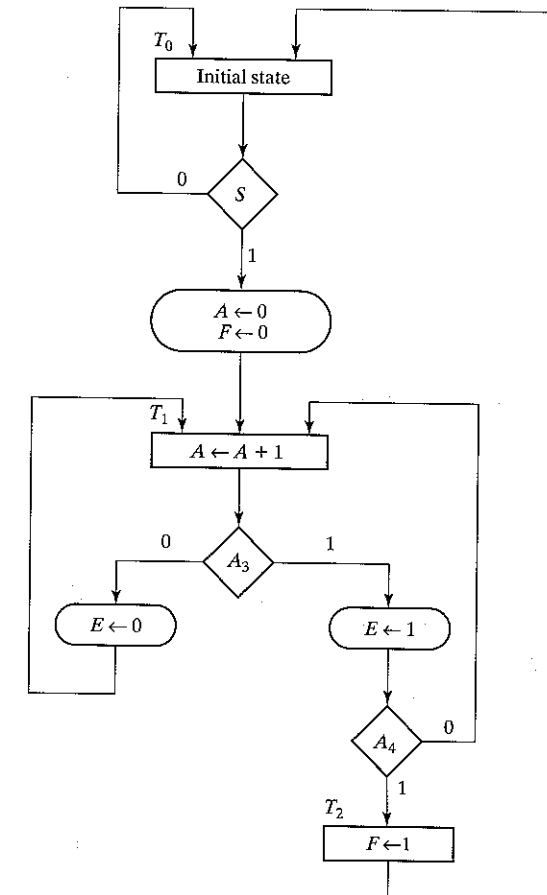 T₀
Initial state
0
S
1
A ← 0
F ← 0
T₁
A ← A + 1
0
A₃
1
E ← 0
E ← 1
A₄
0
1
T₂
F ← 1